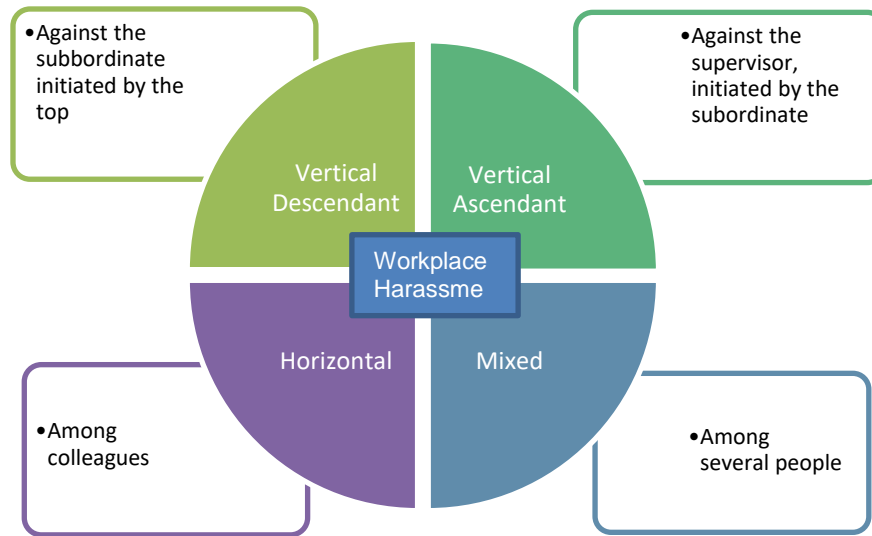 •Against the
subbordinate
initiated by the
top
•Against the
supervisor,
initiated by the
subordinate
Vertical
Descendant
Vertical
Ascendant
Workplace
Harassme
Horizontal
Mixed
•Among
colleagues
•Among
several people